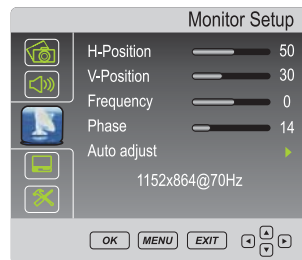 Monitor Setup
H-Position 50
V-Position 30
Frequency 0
Phase 14
Auto adjust
1152x864@70Hz
OK MENU EXIT